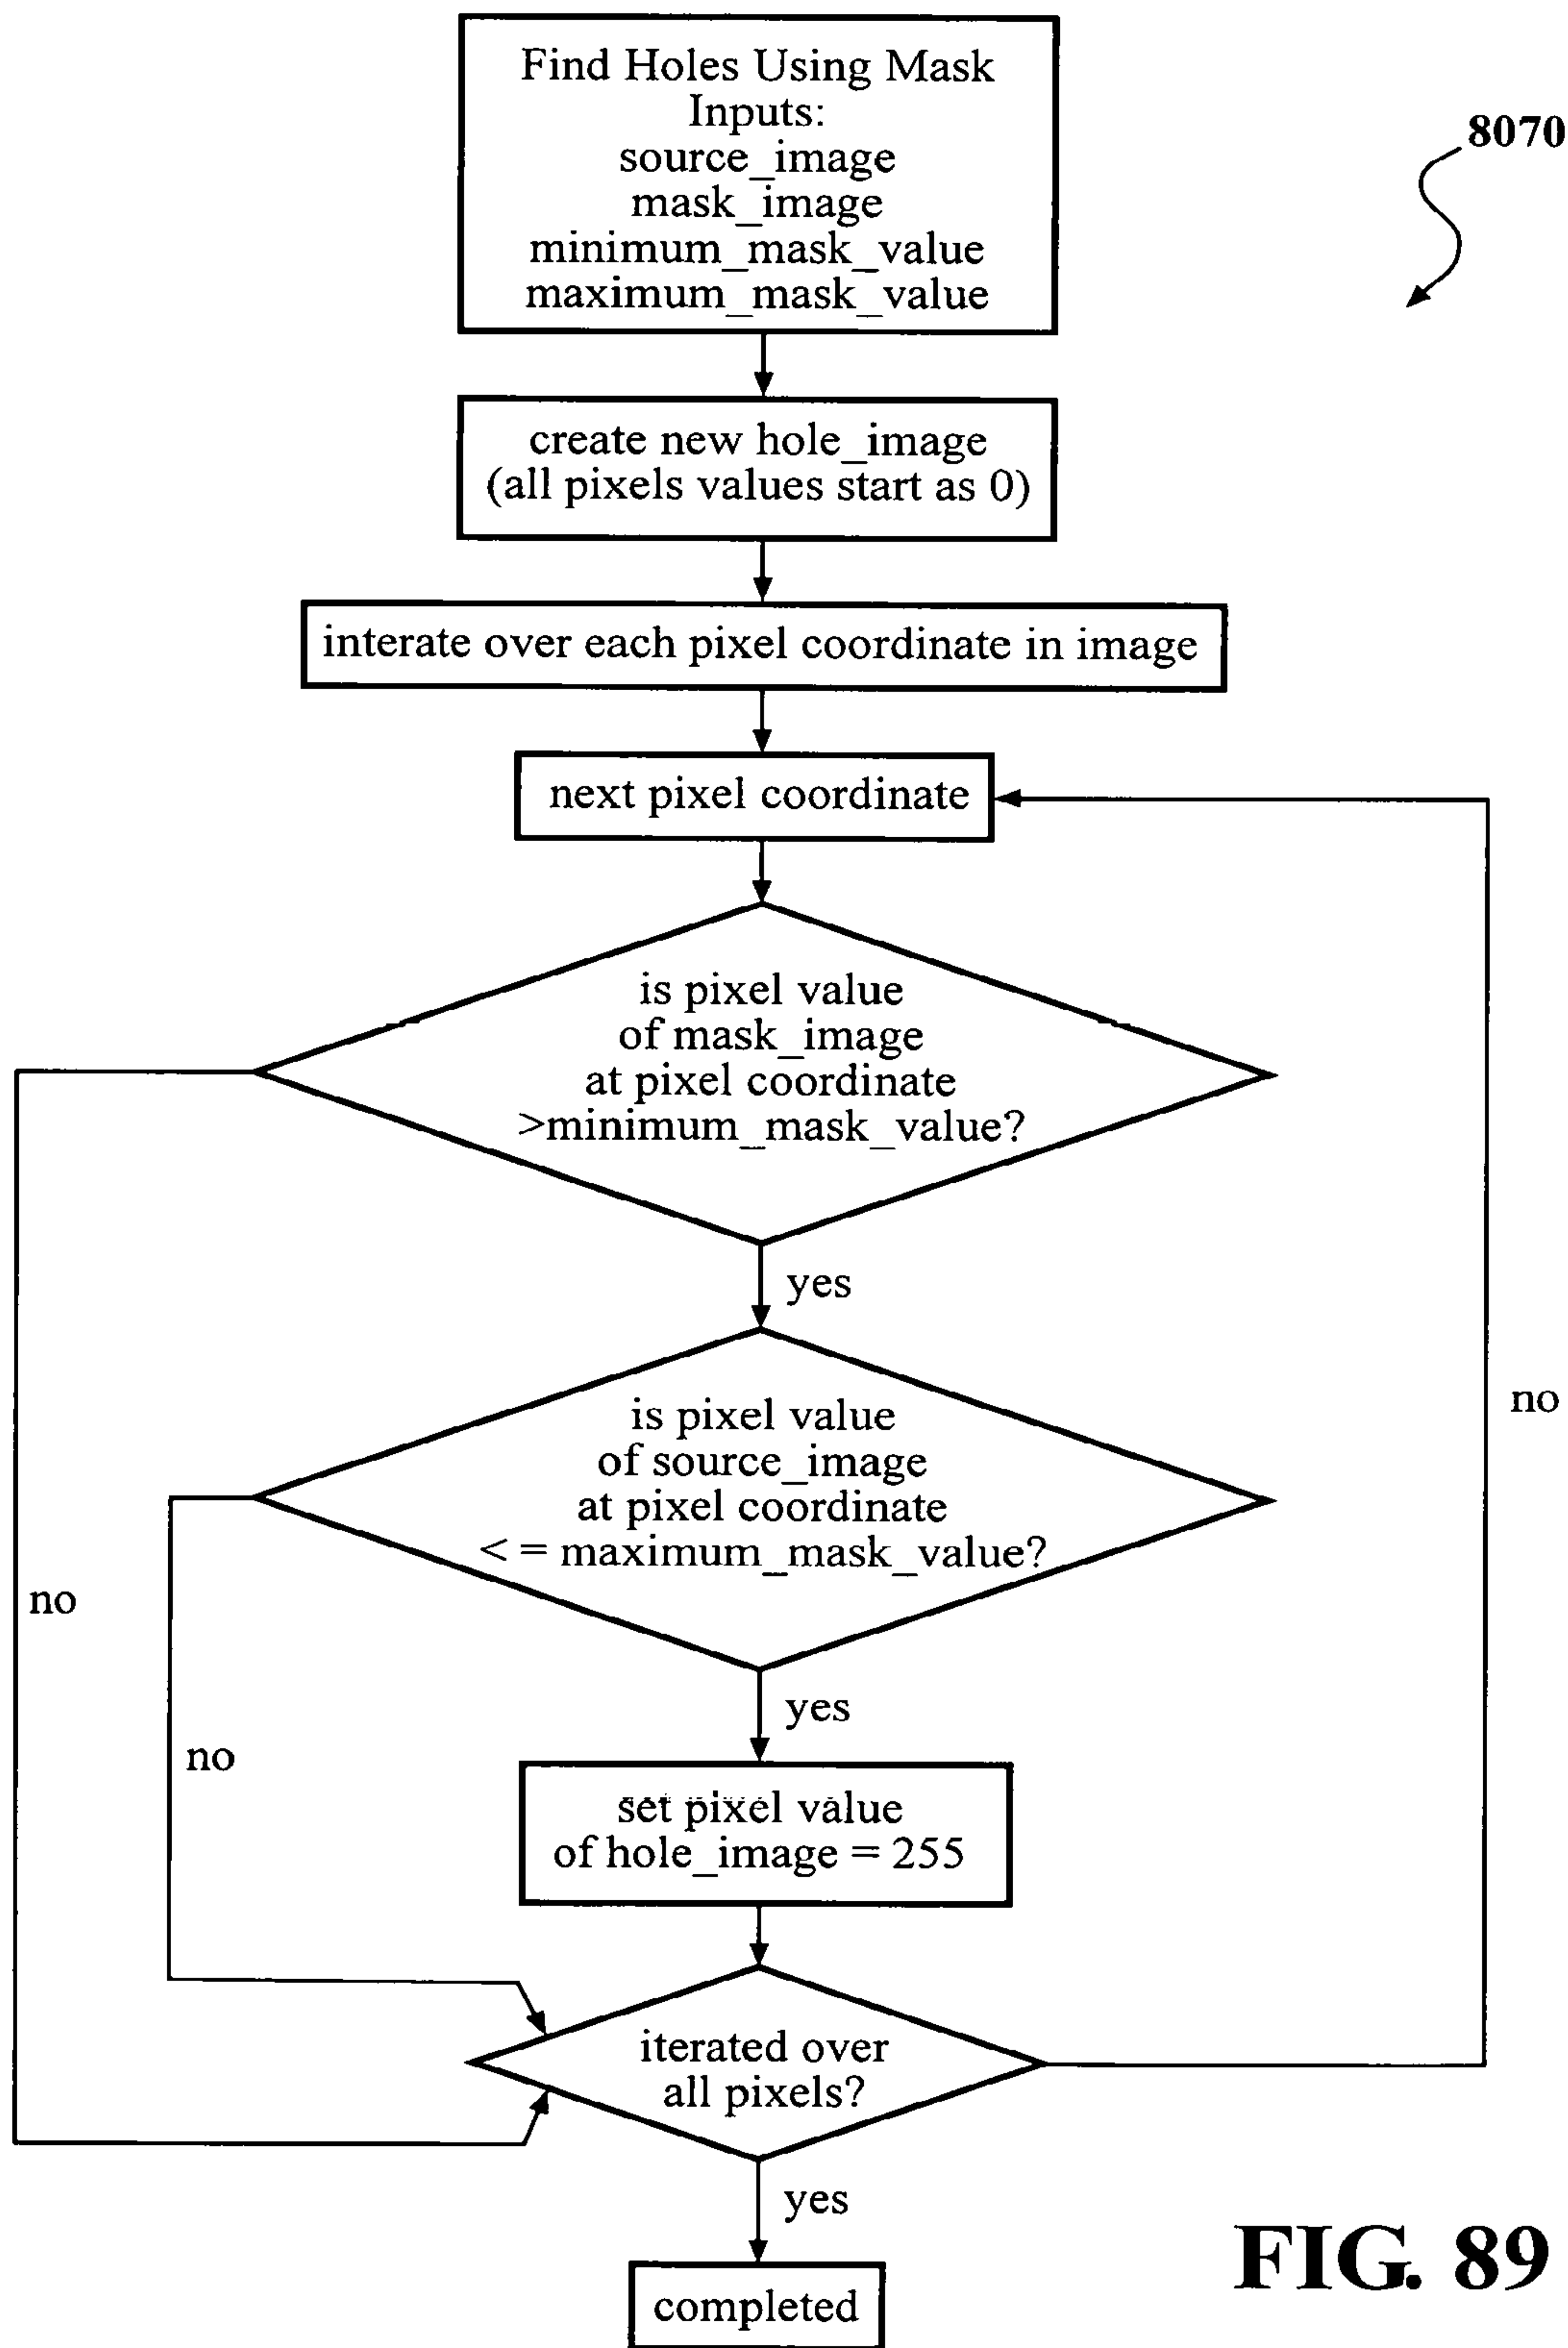 Find Holes Using Mask
Inputs:
source_image
mask_image
minimum_mask_value
maximum_mask_value
8070
create new hole_image
(all pixels values start as 0)
interate over each pixel coordinate in image
next pixel coordinate
is pixel value
of mask_image
at pixel coordinate
>minimum_mask_value?
yes
is pixel value
of source_image
at pixel coordinate
< = maximum_mask_value?
no
no
yes
no
set pixel value
of hole_image = 255
iterated over
all pixels?
yes
completed
FIG. 89